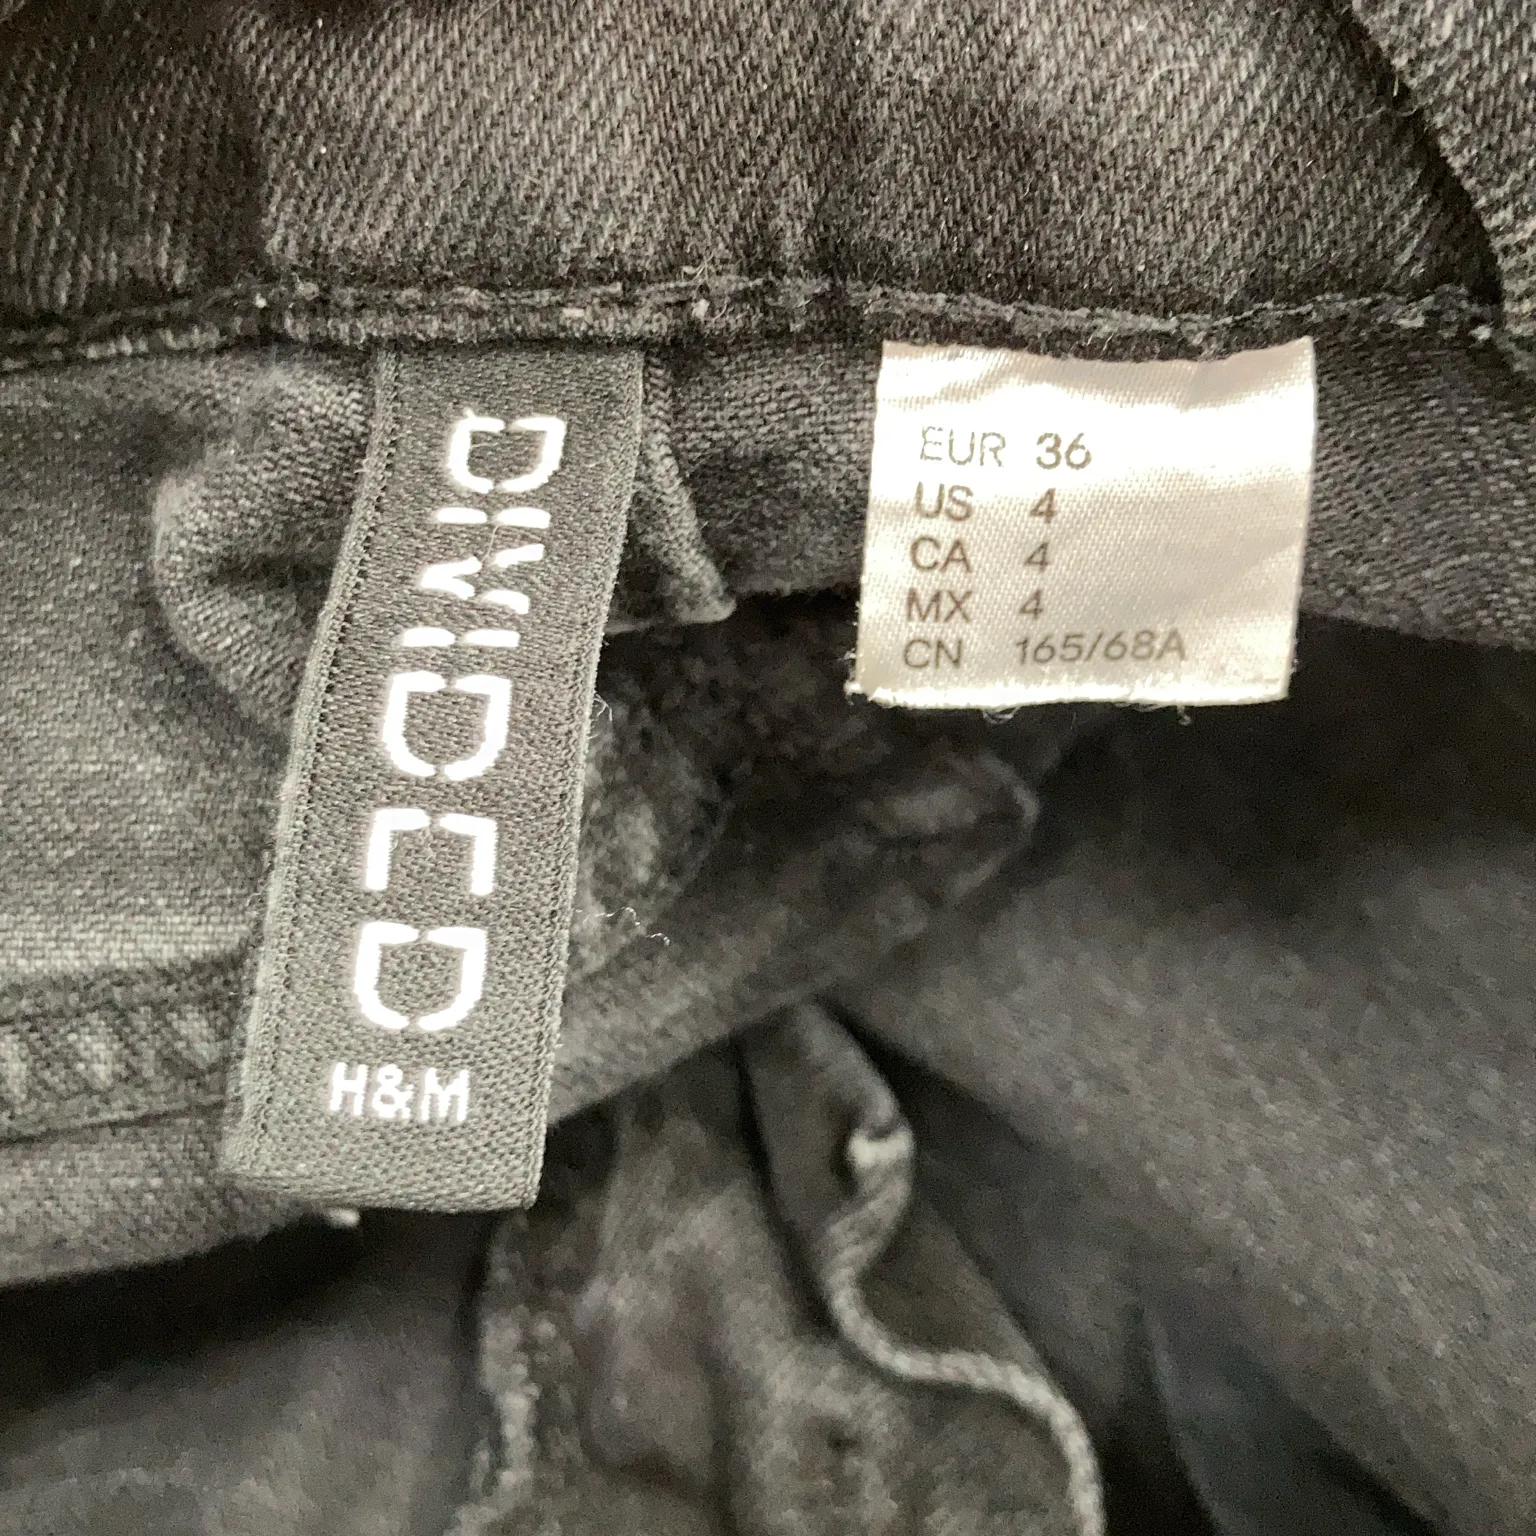 DIVIDED
H&M
EUR 36
US 4
CA 4
MX 4
CN 165/68A